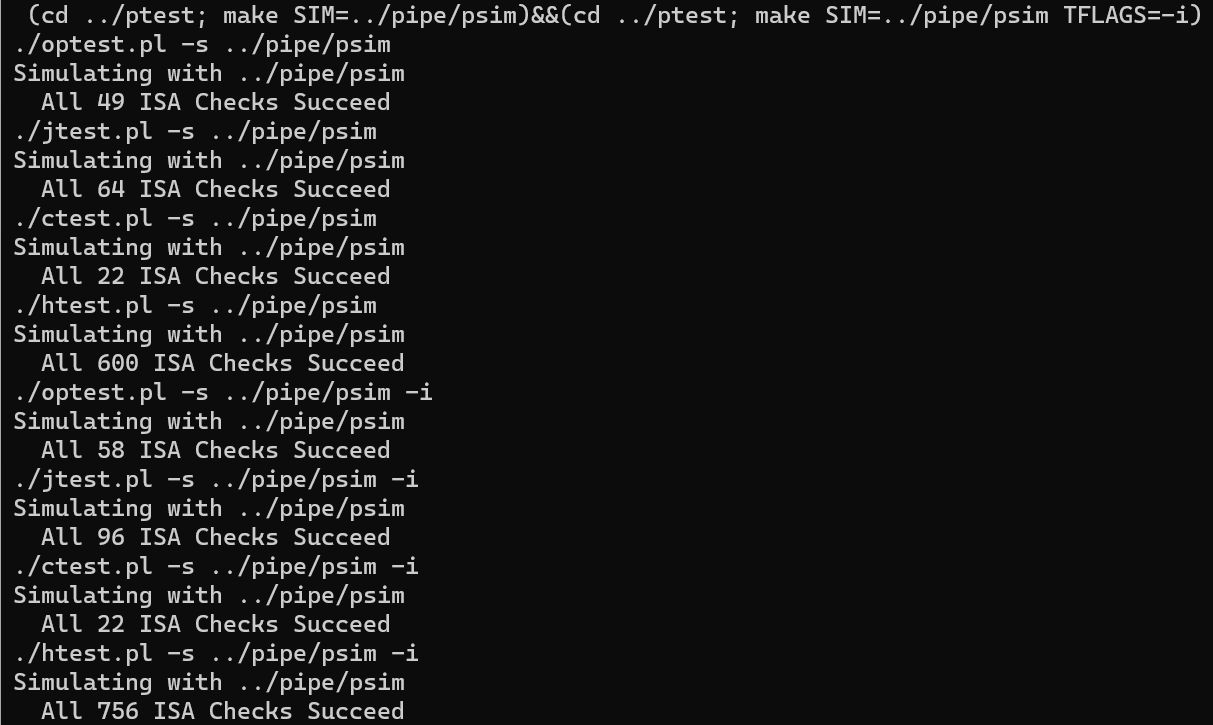 (cd ../ptest; make SIM=../pipe/psim)&&(cd ../ptest; make SIM=../pipe/psim TFLAGS=-i)
./optest.pl -s ../pipe/psim
Simulating with ../pipe/psim
  All 49 ISA Checks Succeed
./jtest.pl -s ../pipe/psim
Simulating with ../pipe/psim
  All 64 ISA Checks Succeed
./ctest.pl -s ../pipe/psim
Simulating with ../pipe/psim
  All 22 ISA Checks Succeed
./htest.pl -s ../pipe/psim
Simulating with ../pipe/psim
  All 600 ISA Checks Succeed
./optest.pl -s ../pipe/psim -i
Simulating with ../pipe/psim
  All 58 ISA Checks Succeed
./jtest.pl -s ../pipe/psim -i
Simulating with ../pipe/psim
  All 96 ISA Checks Succeed
./ctest.pl -s ../pipe/psim -i
Simulating with ../pipe/psim
  All 22 ISA Checks Succeed
./htest.pl -s ../pipe/psim -i
Simulating with ../pipe/psim
  All 756 ISA Checks Succeed